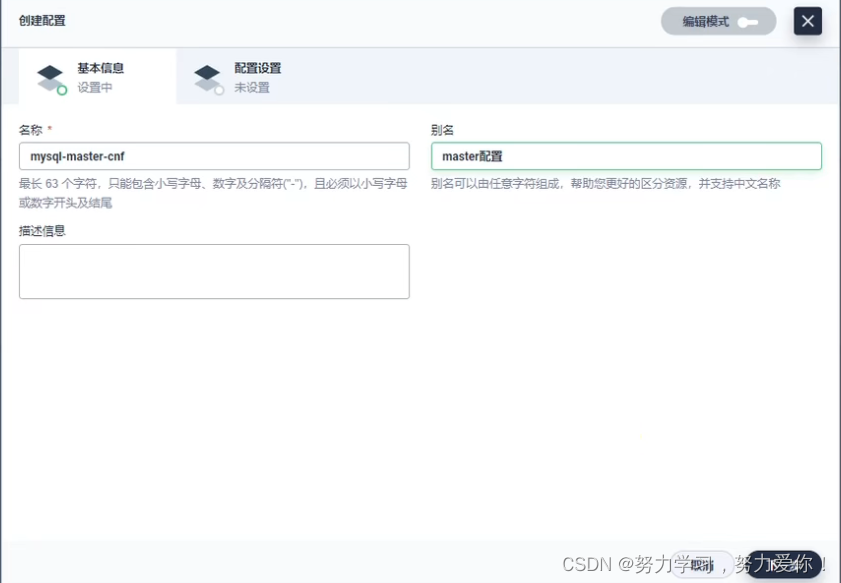 创建配置
编辑模式
基本信息
设置中
配置设置
未设置
名称 *
别名
mysql-master-cnf
master配置
最长 63 个字符，只能包含小写字母、数字及分隔符("-")，且必须以小写字母
或数字开头及结尾
别名可以由任意字符组成，帮助您更好的区分资源，并支持中文名称
描述信息
取消
CSDN @努力学习，努力爱你！